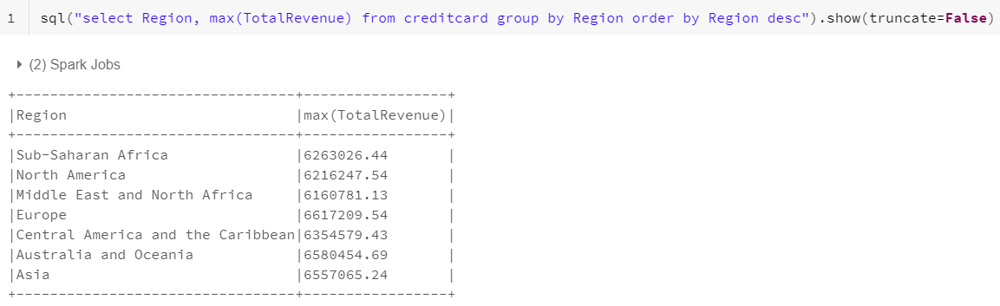 1 sql("select Region, max(TotalRevenue) from creditcard group by Region order by Region desc").show(truncate=False)
(2) Spark Jobs
+---------------------------------+-----------------+
|Region                           |max(TotalRevenue)|
+---------------------------------+-----------------+
|Sub-Saharan Africa               |6263026.44       |
|North America                    |6216247.54       |
|Middle East and North Africa     |6160781.13       |
|Europe                           |6617209.54       |
|Central America and the Caribbean|6354579.43       |
|Australia and Oceania            |6580454.69       |
|Asia                             |6557065.24       |
+---------------------------------+-----------------+